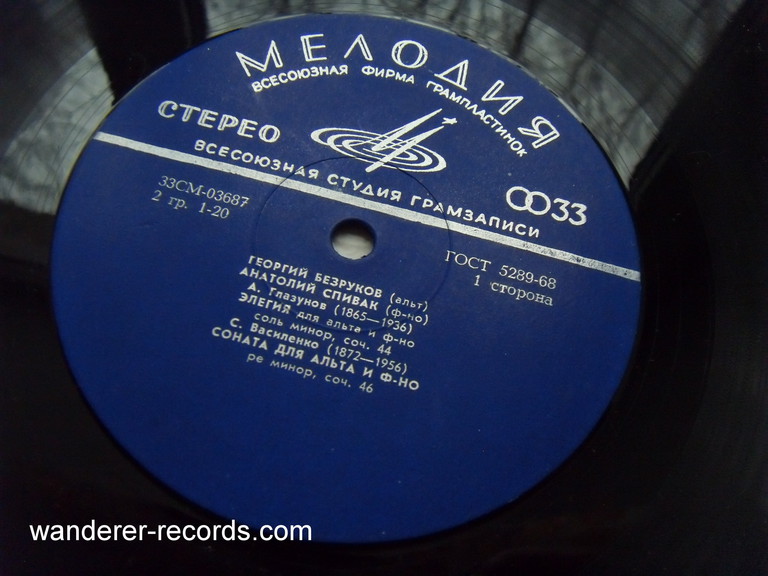 МЕЛОДИЯ
ВСЕСОЮЗНАЯ ФИРМА ГРАМПЛАСТИНОК
СТЕРЕО
33
ВСЕСОЮЗНАЯ СТУДИЯ ГРАМЗАПИСИ
33СМ-03687
2 гр. 1-20
ГОСТ 5289-68
1 сторона
ГЕОРГИЙ БЕЗРУКОВ (альт)
АНАТОЛИЙ СПИВАК (ф-но)
А. Глазунов (1865—1936)
ЭЛЕГИЯ для альта и ф-но
соль минор, соч. 44
С. Василенко (1872—1956)
СОНАТА ДЛЯ АЛЬТА И Ф-НО
ре минор, соч. 46
wanderer-records.com